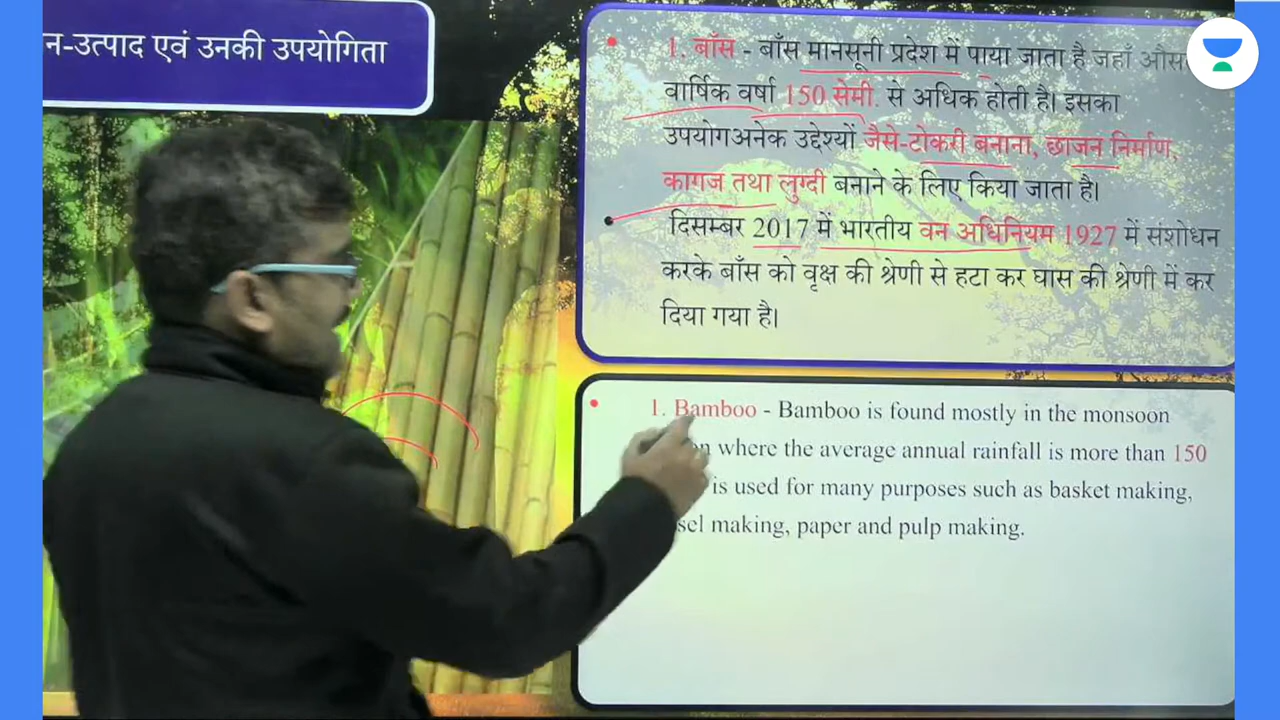 न-उत्पाद एवं उनकी उपयोगिता
1. बाँस - बाँस मानसूनी प्रदेश में पाया जाता है जहाँ
वार्षिक वर्षा 150 सेमी. से अधिक होती है। इसका
उपयोगअनेक उद्देश्यों जैसे-टोकरी बनाना, छाजन निर्माण,
कागज तथा लुग्दी बनाने के लिए किया जाता है।
दिसम्बर 2017 में भारतीय वन अधिनियम 1927 में संशोधन
करके बाँस को वृक्ष की श्रेणी से हटा कर घास की श्रेणी में कर
दिया गया है।
1. Bamboo - Bamboo is found mostly in the monsoon
where the average annual rainfall is more than 150
is used for many purposes such as basket making,
making, paper and pulp making.